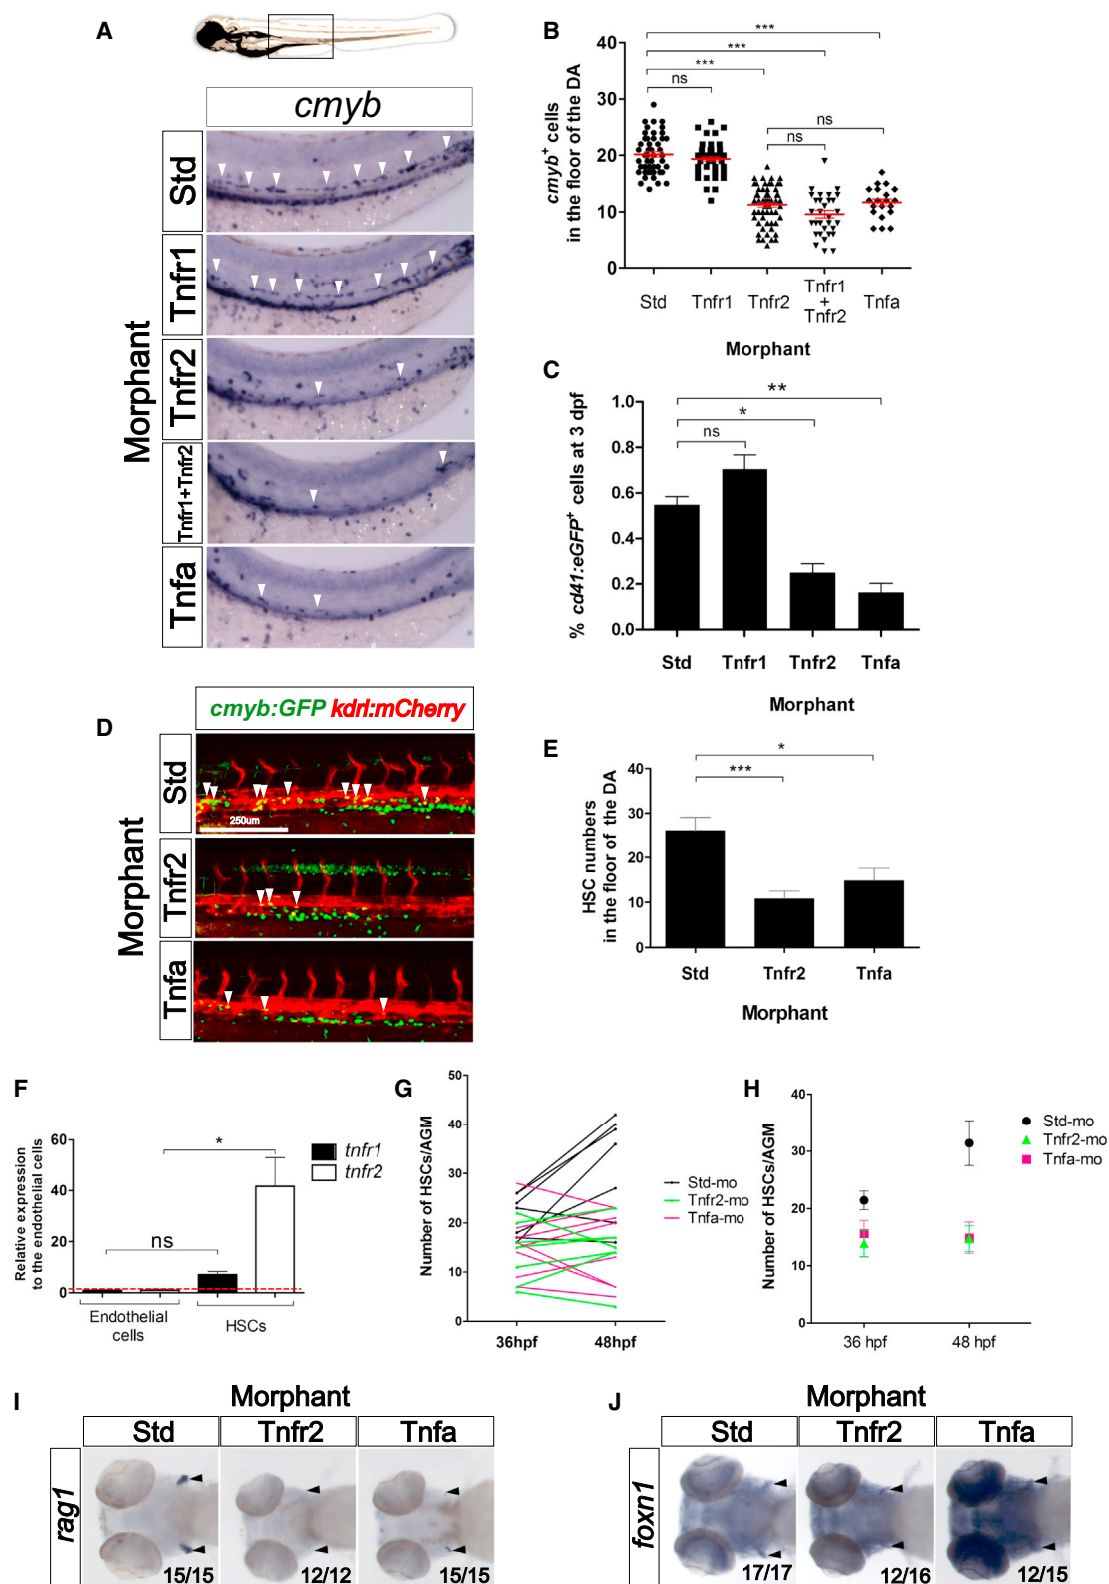 A
cmyb
Morphant
Std
Tnfr1
Tnfr2
Tnfr1+Tnfr2
Tnfa
B
cmyb+ cells
in the floor of the DA
40
30
20
10
0
***
***
***
ns
ns
ns
Std
Tnfr1
Tnfr2
Tnfr1
+
Tnfr2
Tnfa
Morphant
C
% cd41:eGFP+ cells at 3 dpf
1.0
0.8
0.6
0.4
0.2
0.0
**
*
ns
Std
Tnfr1
Tnfr2
Tnfa
Morphant
D
cmyb:GFP kdrl:mCherry
Morphant
Std
250um
Tnfr2
Tnfa
E
HSC numbers
in the floor of the DA
40
30
20
10
0
*
***
Std
Tnfr2
Tnfa
Morphant
F
Relative expression
to the endothelial cells
60
40
20
0
*
ns
tnfr1
tnfr2
Endothelial
cells
HSCs
G
Number of HSCs/AGM
50
40
30
20
10
0
36hpf
48hpf
Std-mo
Tnfr2-mo
Tnfa-mo
H
Number of HSCs/AGM
40
30
20
10
0
36 hpf
48 hpf
Std-mo
Tnfr2-mo
Tnfa-mo
I
Morphant
Std
Tnfr2
Tnfa
rag1
15/15
12/12
15/15
J
Morphant
Std
Tnfr2
Tnfa
foxn1
17/17
12/16
12/15